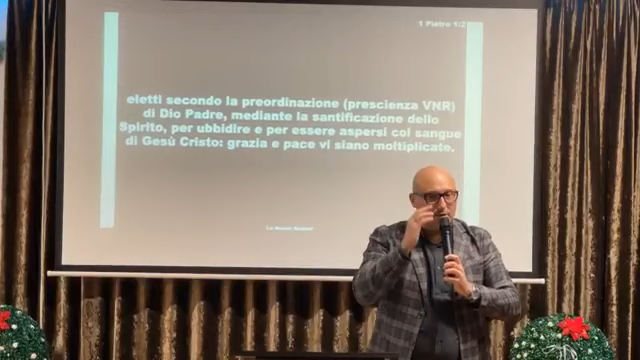 1 Pietro 1:2
eletti secondo la preordinazione (prescienza VNR)
di Dio Padre, mediante la santificazione dello
Spirito, per ubbidire e per essere aspersi col sangue
di Gesù Cristo: grazia e pace vi siano moltiplicate.